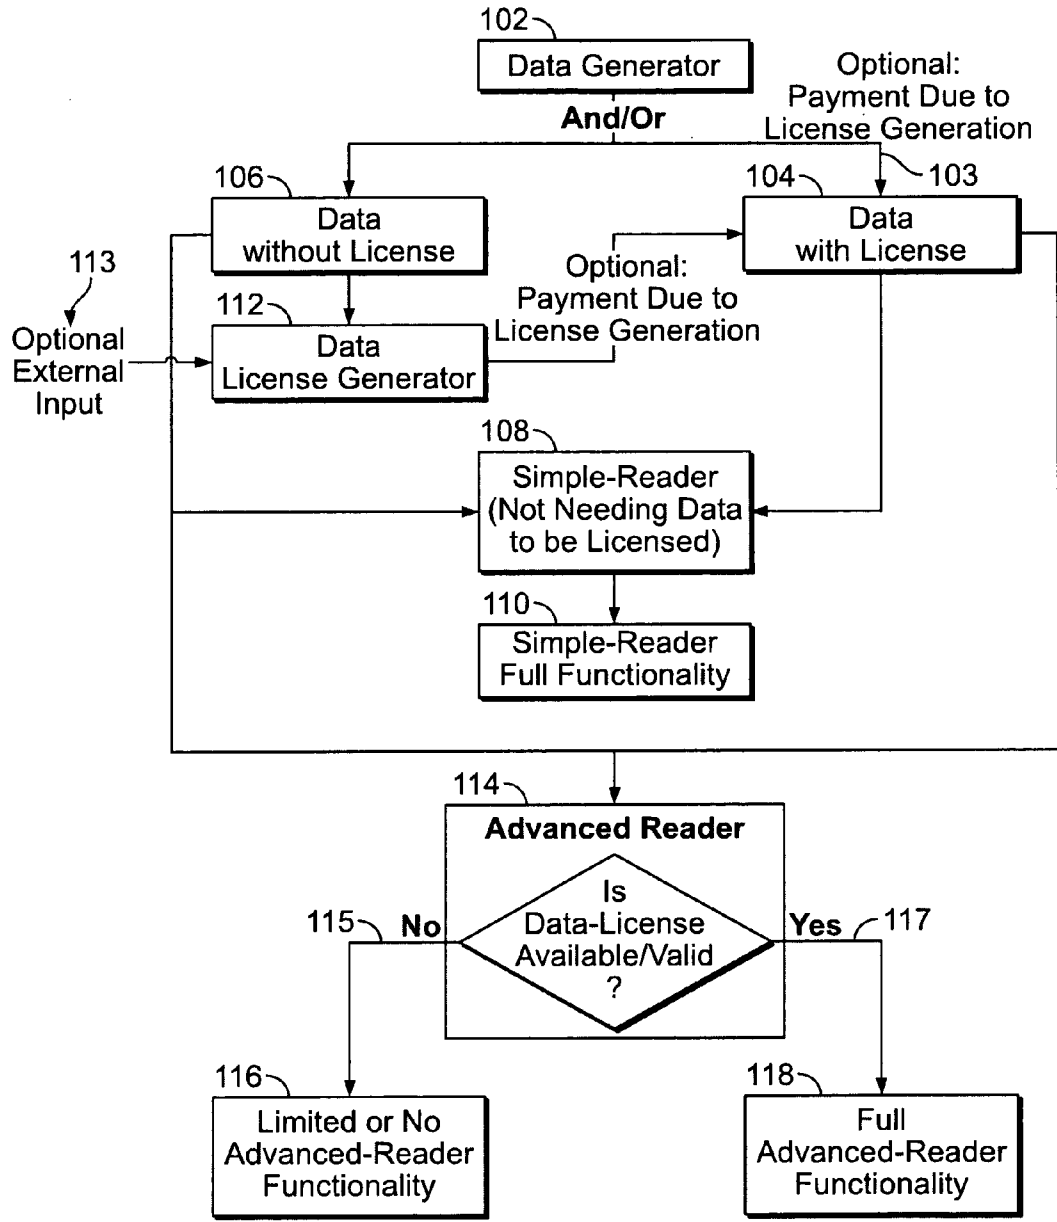 102
Data Generator
And/Or
Optional:
Payment Due to
License Generation
103
106
Data
without License
104
Data
with License
113
Optional
External
Input
112
Data
License Generator
Optional:
Payment Due to
License Generation
108
Simple-Reader
(Not Needing Data
to be Licensed)
110
Simple-Reader
Full Functionality
114
Advanced Reader
Is
Data-License
Available/Valid
?
115
No
Yes
117
116
Limited or No
Advanced-Reader
Functionality
118
Full
Advanced-Reader
Functionality